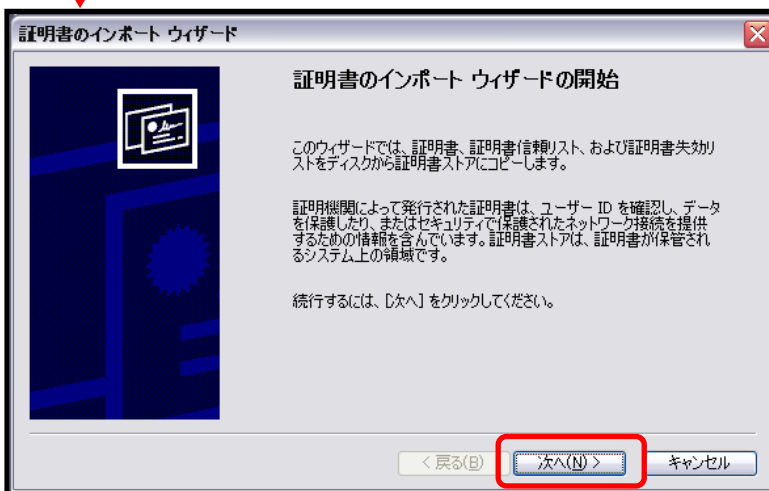 証明書のインポート ウィザード
証明書のインポート ウィザードの開始
このウィザードでは、証明書、証明書信頼リスト、および証明書失効リ
ストをディスクから証明書ストアにコピーします。
証明機関によって発行された証明書は、ユーザー ID を確認し、データ
を保護したり、またはセキュリティで保護されたネットワーク接続を提供
するための情報を含んでいます。証明書ストアは、証明書が保管され
るシステム上の領域です。
続行するには、[次へ] をクリックしてください。
< 戻る(B)
次へ(N) >
キャンセル